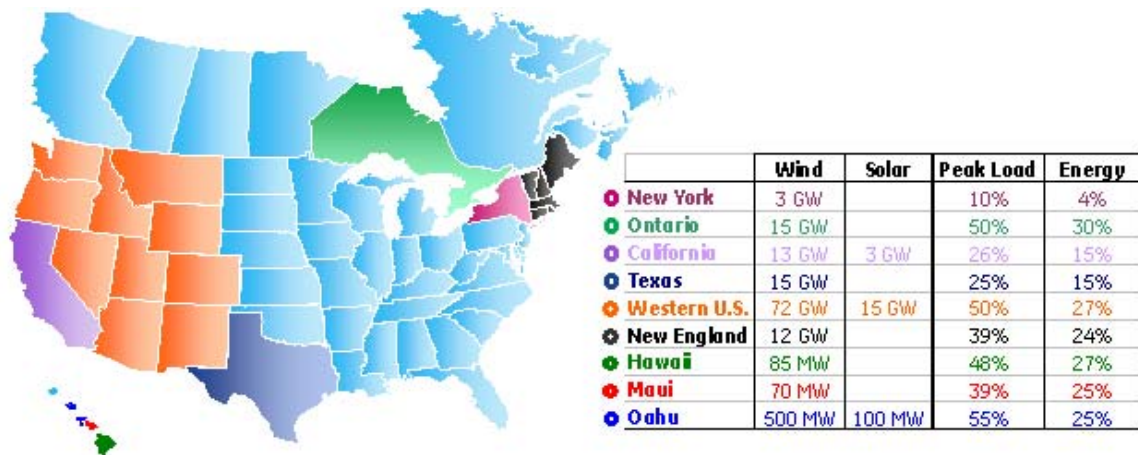 Wind Solar Peak Load Energy
New York 3 GW 10% 4%
Ontario 15 GW 50% 30%
California 13 GW 3 GW 26% 15%
Texas 15 GW 25% 15%
Western U.S. 72 GW 15 GW 50% 27%
New England 12 GW 39% 24%
Hawaii 85 MW 48% 27%
Maui 70 MW 39% 25%
Oahu 500 MW 100 MW 55% 25%